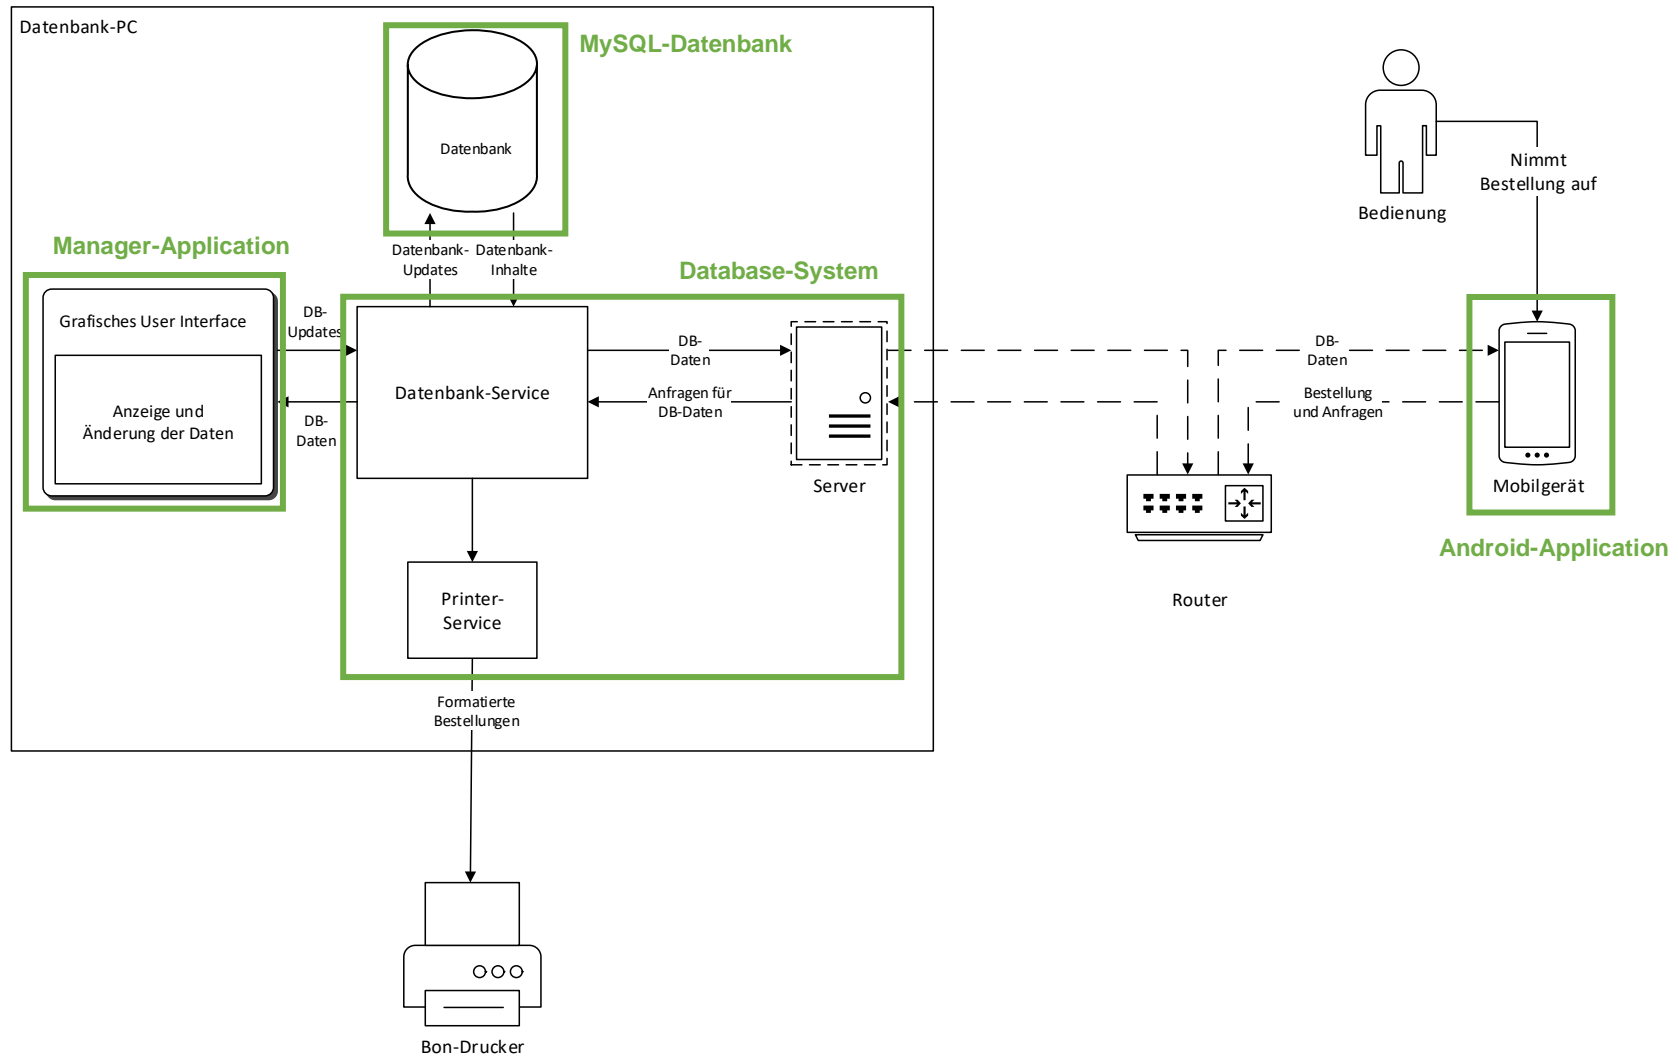 Datenbank-PC
MySQL-Datenbank
Datenbank
Datenbank-
Updates
Datenbank-
Inhalte
Manager-Application
Grafisches User Interface
Anzeige und
Änderung der Daten
DB-
Updates
DB-
Daten
Database-System
Datenbank-Service
DB-
Daten
Anfragen für
DB-Daten
Server
Printer-
Service
Formatierte
Bestellungen
Bon-Drucker
Router
DB-
Daten
Bestellung
und Anfragen
Bedienung
Nimmt
Bestellung auf
Mobilgerät
Android-Application